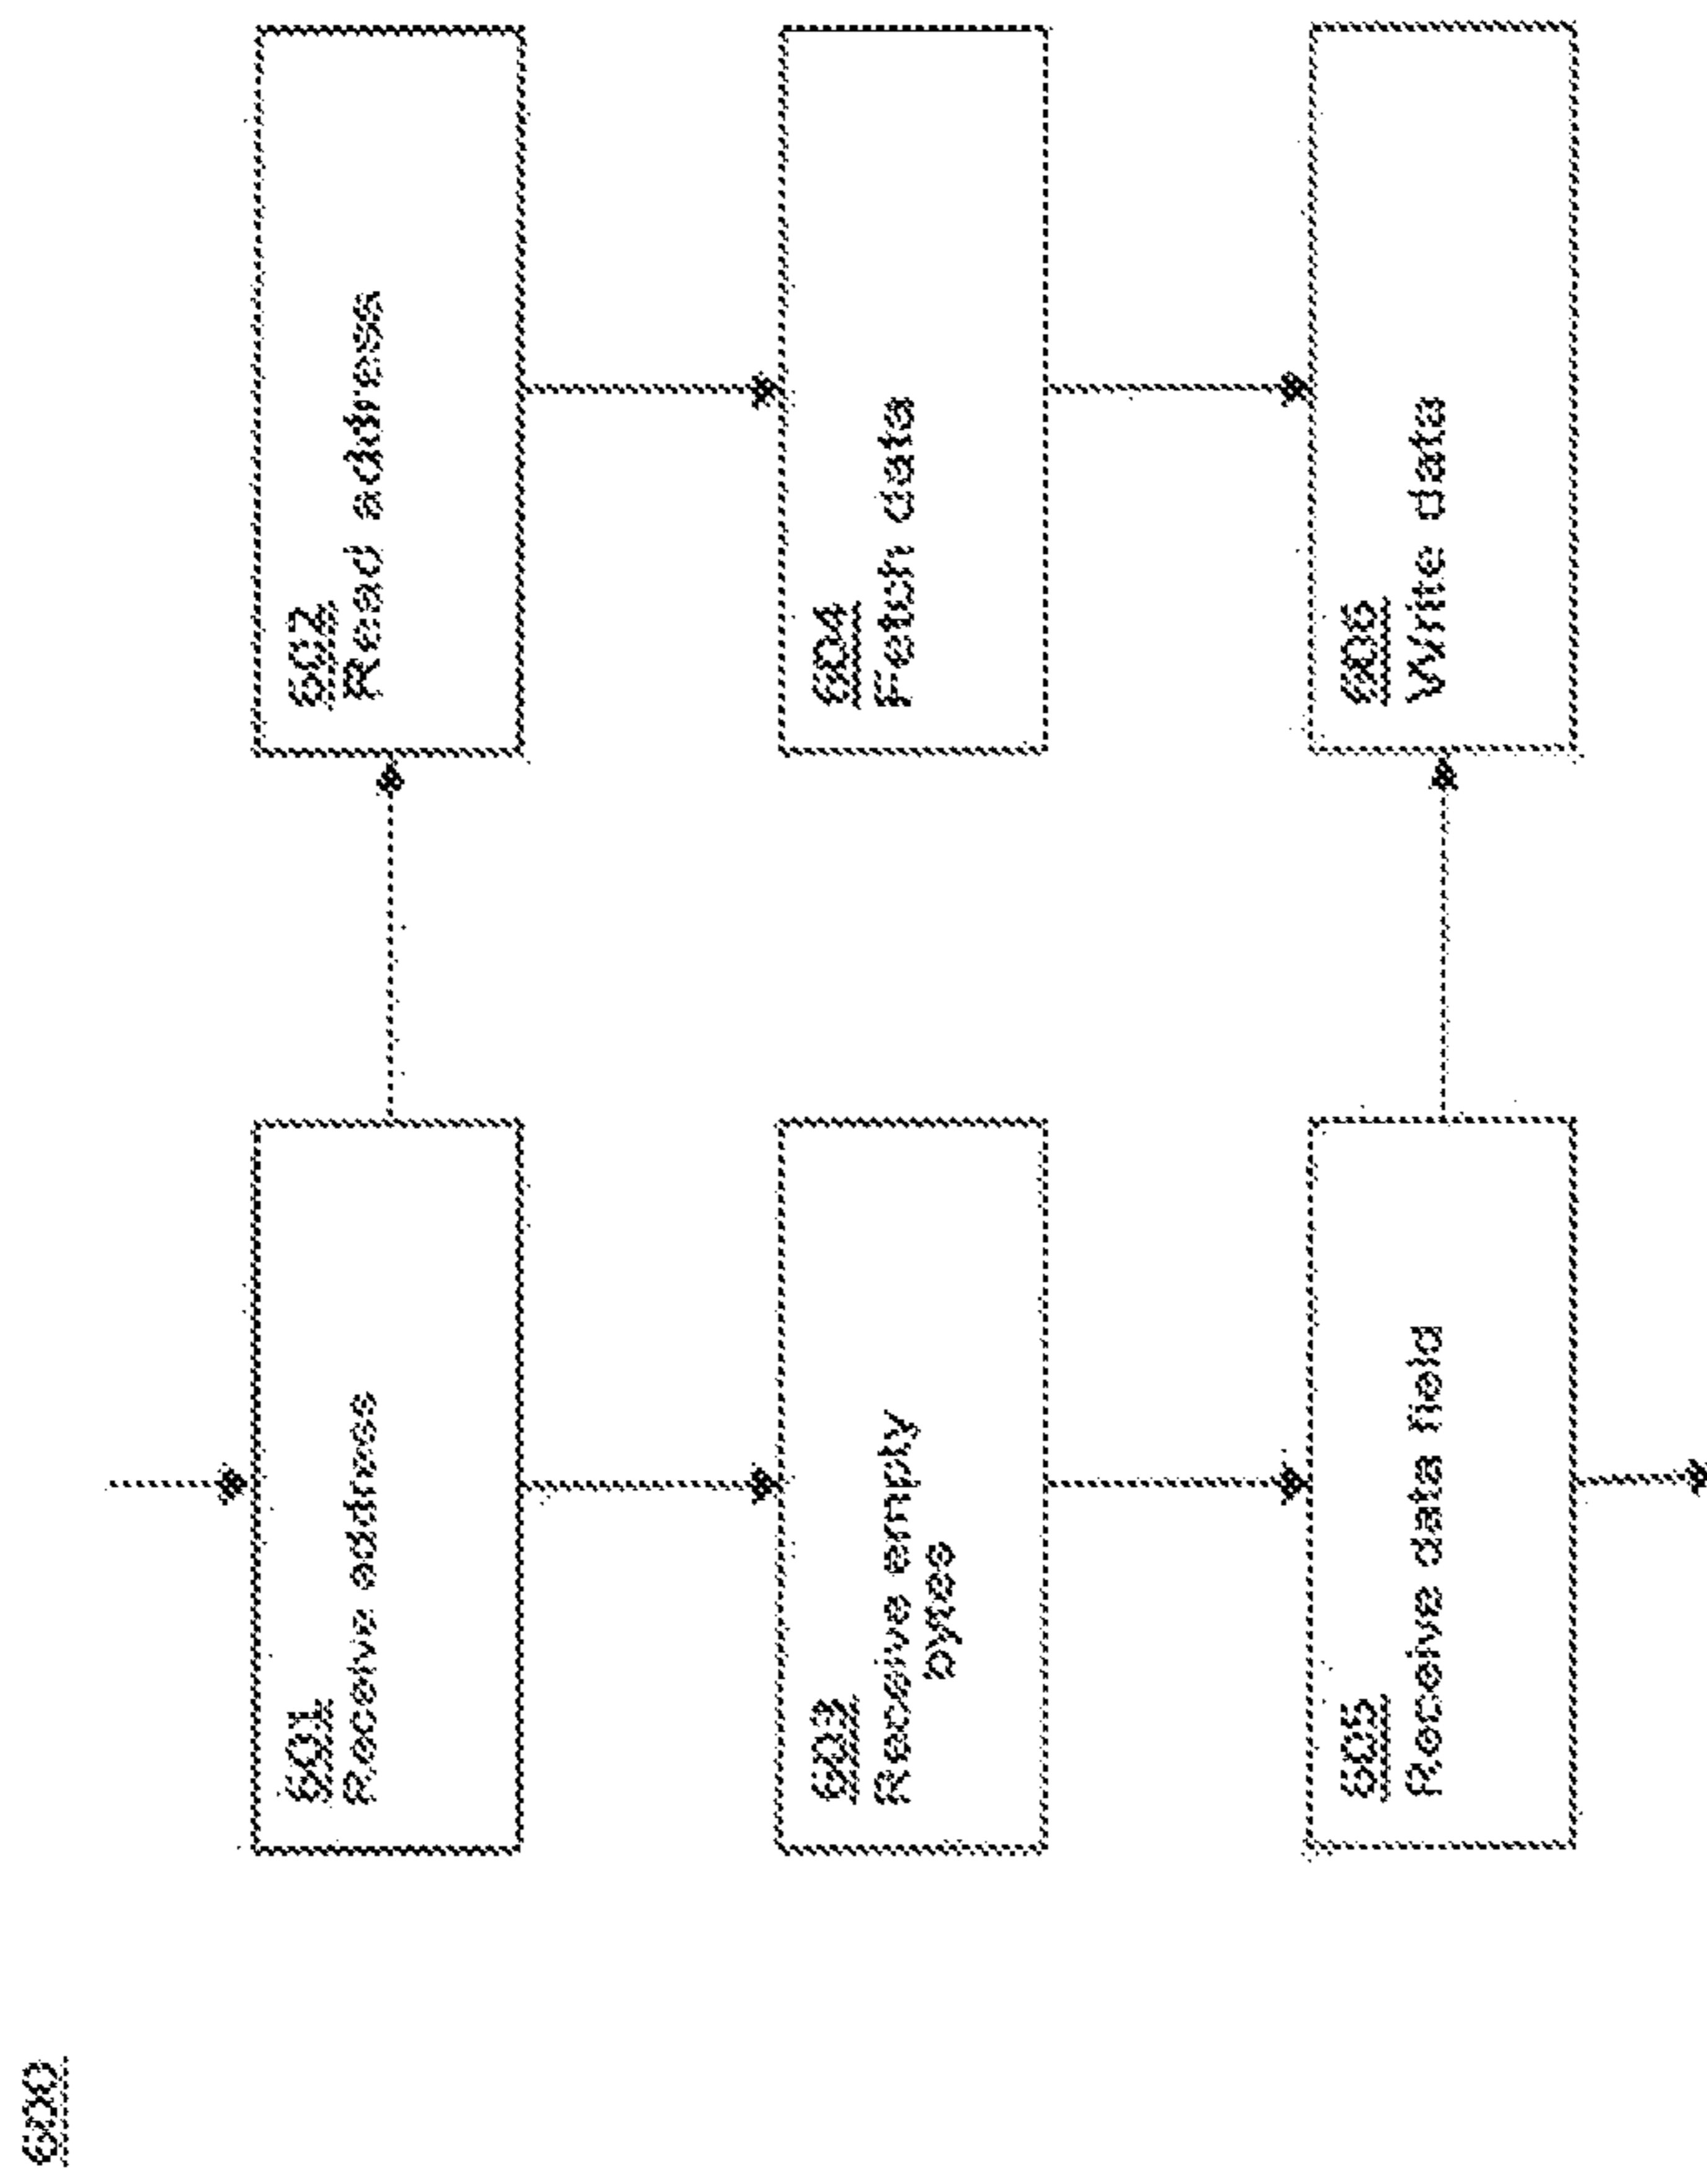 600
601
Receive address
602
Read address
603
Receive empty
bytes
604
Fetch data
605
Receive data field
606
Write data